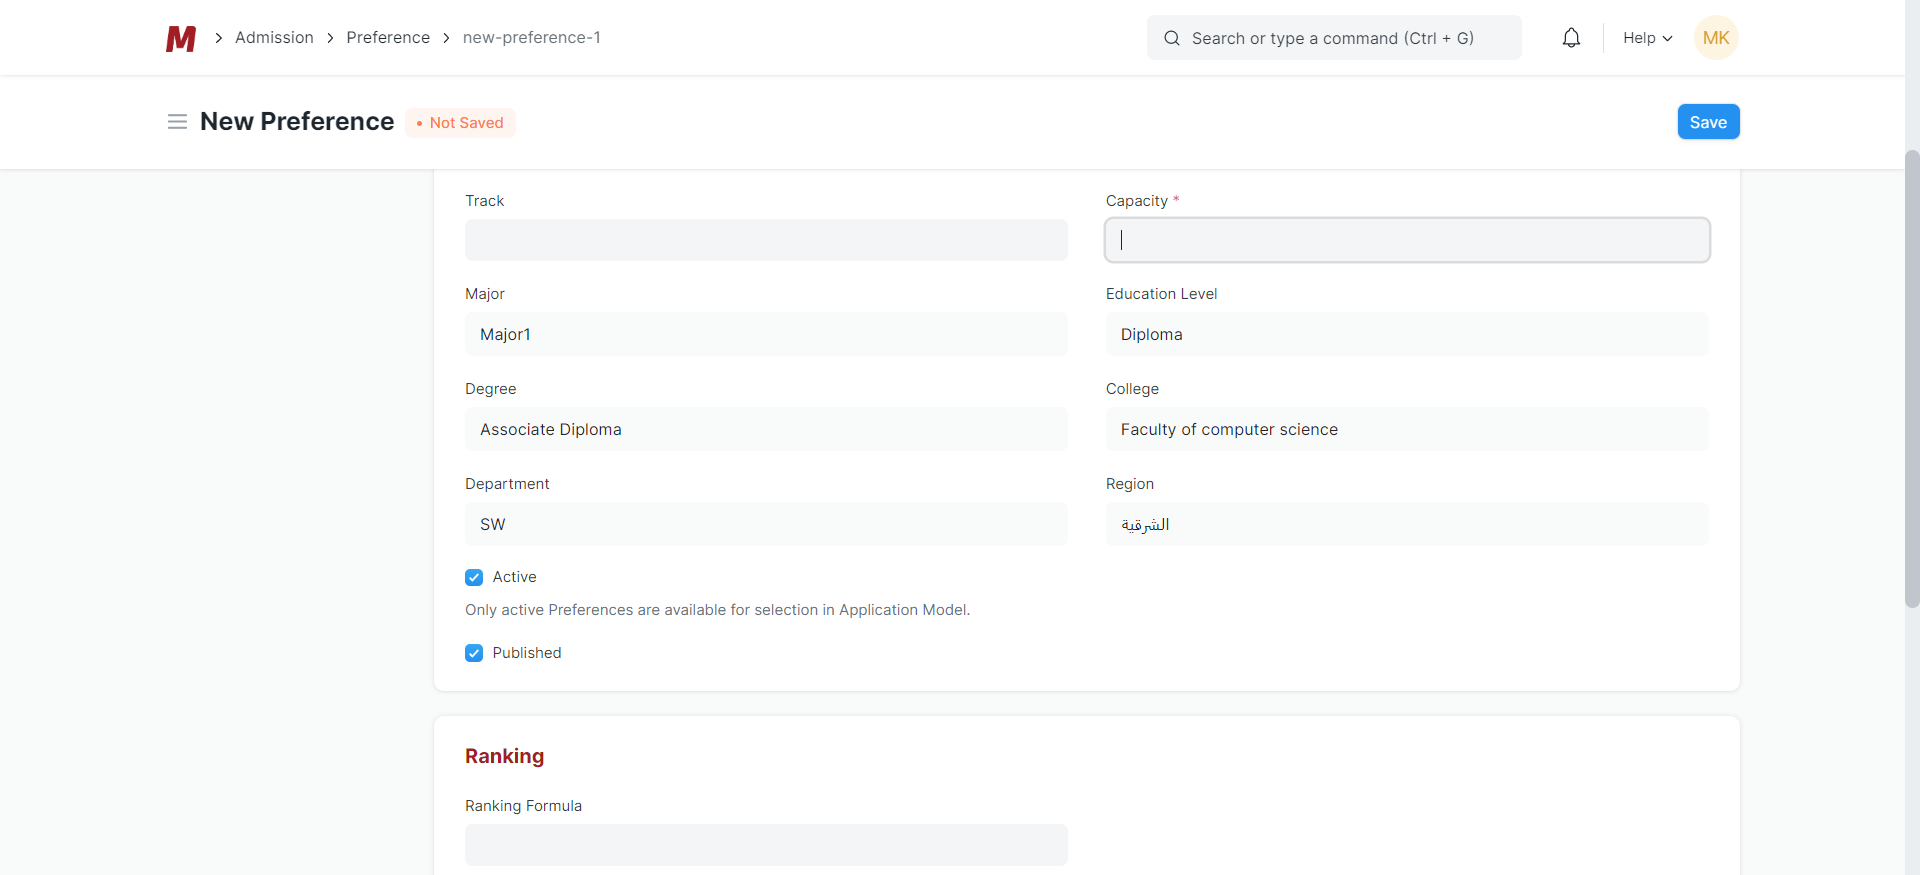 M
Admission
Preference
new-preference-1
Search or type a command (Ctrl + G)
Help
MK
New Preference
Not Saved
Save
Track
Capacity *
Major
Education Level
Major1
Diploma
Degree
College
Associate Diploma
Faculty of computer science
Department
Region
SW
الشرقية
Active
Only active Preferences are available for selection in Application Model.
Published
Ranking
Ranking Formula